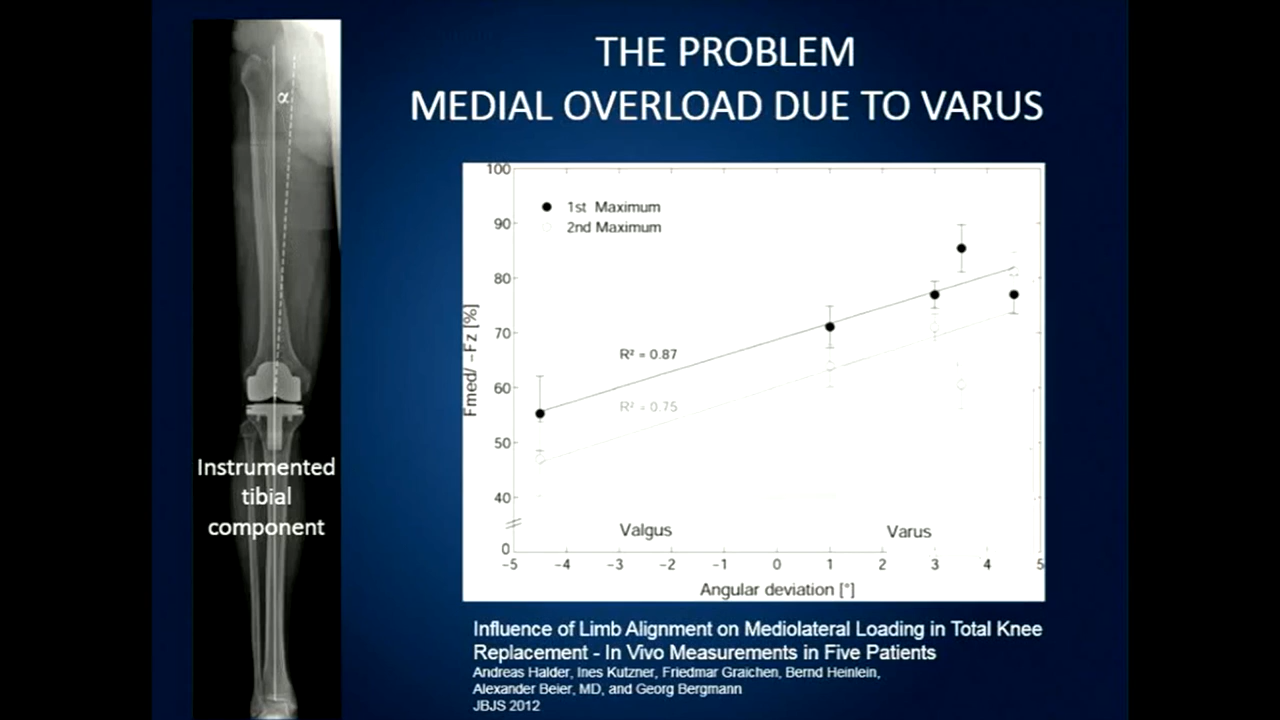 THE PROBLEM
MEDIAL OVERLOAD DUE TO VARUS
α
Instrumented
tibial
component
100
90
80
70
60
50
40
0
Fmed/ -Fz [%]
1st Maximum
2nd Maximum
R² = 0.87
R² = 0.75
Valgus
Varus
-5 -4 -3 -2 -1 0 1 2 3 4 5
Angular deviation [°]
Influence of Limb Alignment on Mediolateral Loading in Total Knee
Replacement - In Vivo Measurements in Five Patients
Andreas Halder, Ines Kutzner, Friedmar Graichen, Bernd Heinlein,
Alexander Beier, MD, and Georg Bergmann
JBJS 2012